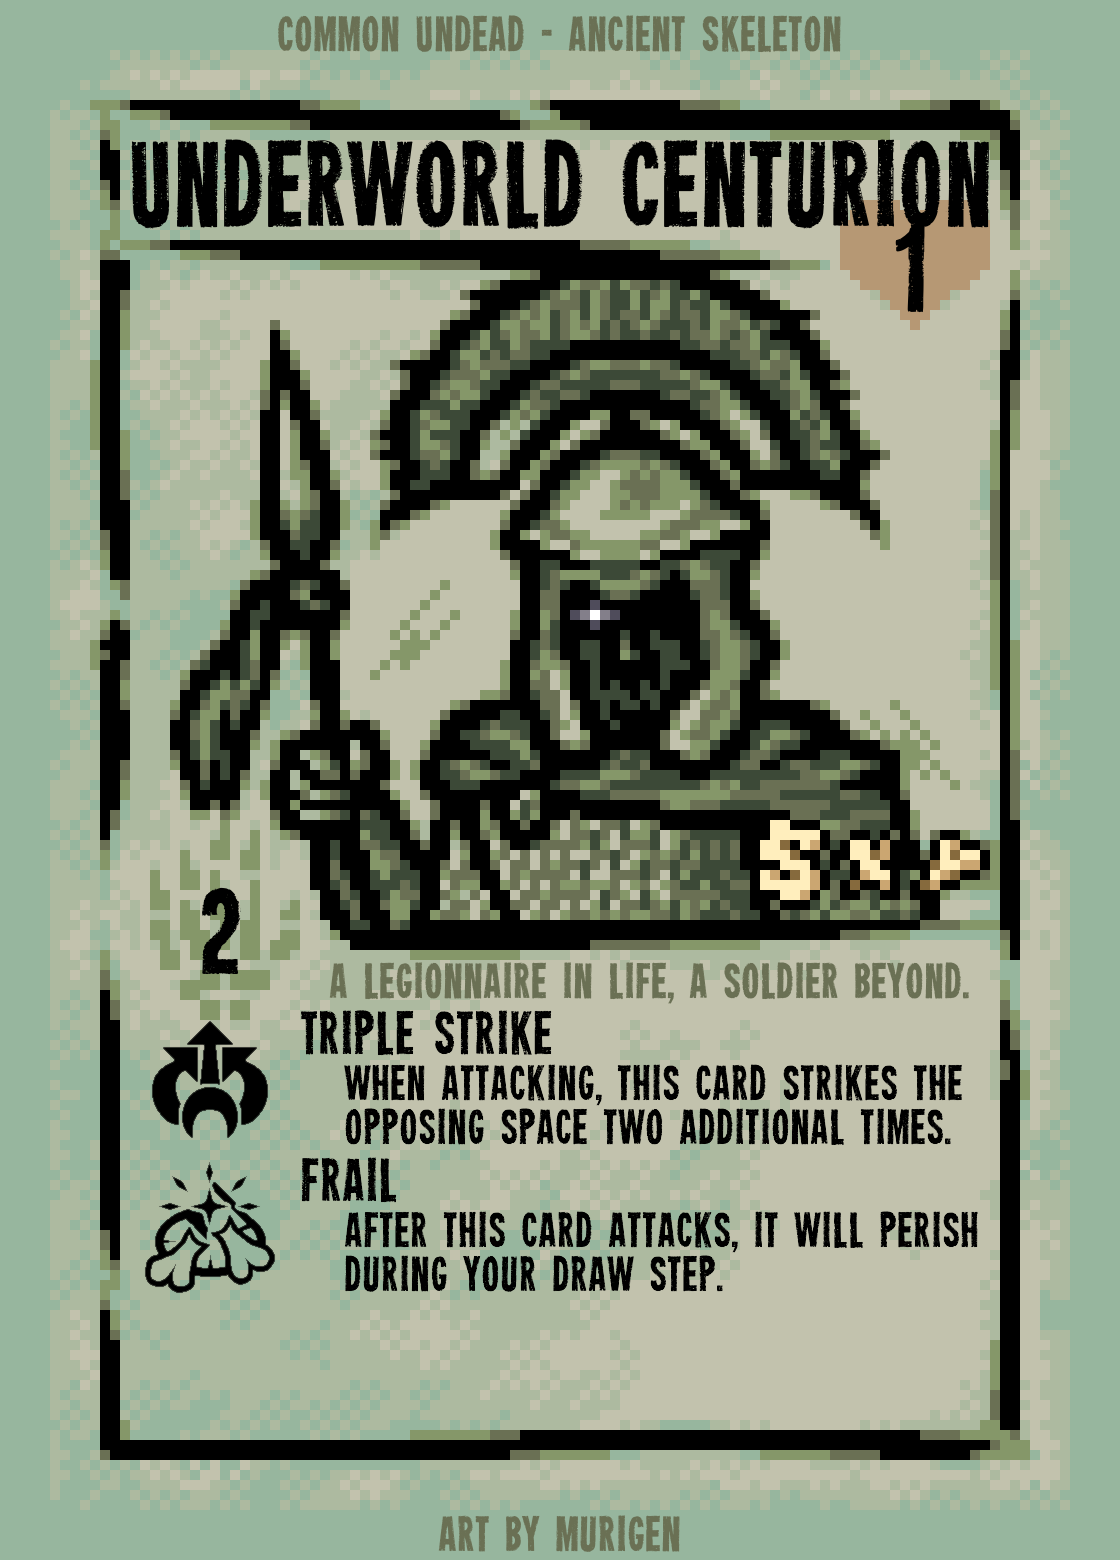 COMMON UNDEAD - ANCIENT SKELETON
UNDERWORLD CENTURION
1
2
A LEGIONNAIRE IN LIFE, A SOLDIER BEYOND.
TRIPLE STRIKE
WHEN ATTACKING, THIS CARD STRIKES THE
OPPOSING SPACE TWO ADDITIONAL TIMES.
FRAIL
AFTER THIS CARD ATTACKS, IT WILL PERISH
DURING YOUR DRAW STEP.
ART BY MURIGEN